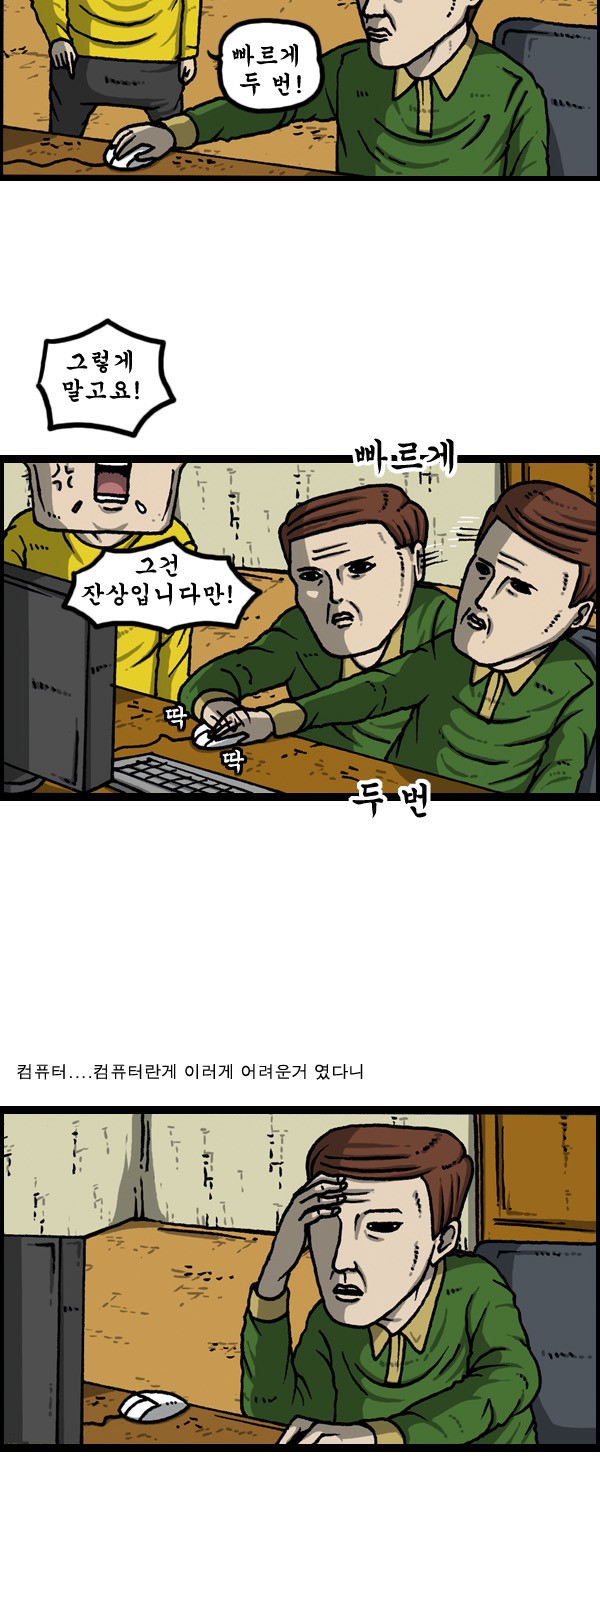 빠르게
두 번!
그렇게
말고요!
빠르게
그건
잔상입니다만!
딱
딱
두 번
컴퓨터....컴퓨터란게 이러게 어려운거 였다니